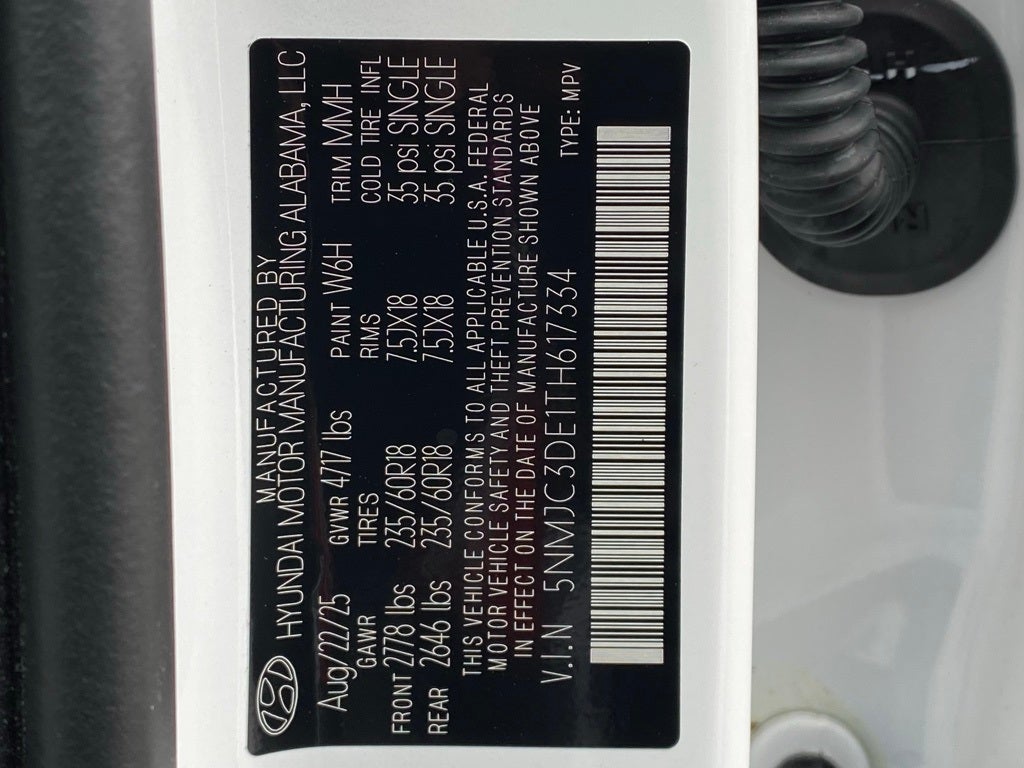 MANUFACTURED BY
HYUNDAI MOTOR MANUFACTURING ALABAMA, LLC
Aug/22/25 GVWR 4717 lbs PAINT W6H TRIM MMH
GAWR TIRES RIMS COLD TIRE INFL
FRONT 2778 lbs 235/60R18 7.5JX18 35 psi SINGLE
REAR 2646 lbs 235/60R18 7.5JX18 35 psi SINGLE
THIS VEHICLE CONFORMS TO ALL APPLICABLE U.S.A. FEDERAL
MOTOR VEHICLE SAFETY AND THEFT PREVENTION STANDARDS
IN EFFECT ON THE DATE OF MANUFACTURE SHOWN ABOVE
V.I.N 5NMJC3DE1TH617334 TYPE: MPV